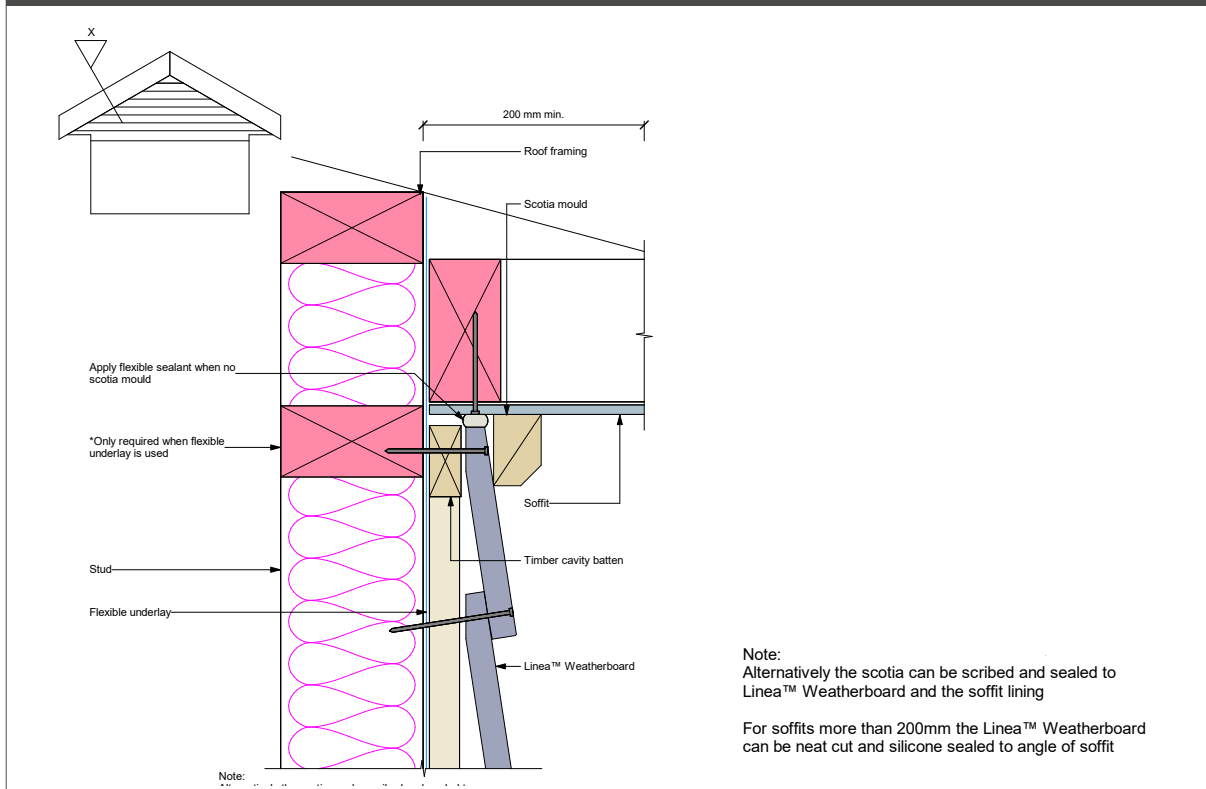 X
200 mm min.
Roof framing
Scotia mould
Apply flexible sealant when no
scotia mould
*Only required when flexible
underlay is used
Soffit
Timber cavity batten
Stud
Flexible underlay
Linea™ Weatherboard
Note:
Alternatively the scotia can be scribed and sealed to
Linea™ Weatherboard and the soffit lining
For soffits more than 200mm the Linea™ Weatherboard
can be neat cut and silicone sealed to angle of soffit
Note: